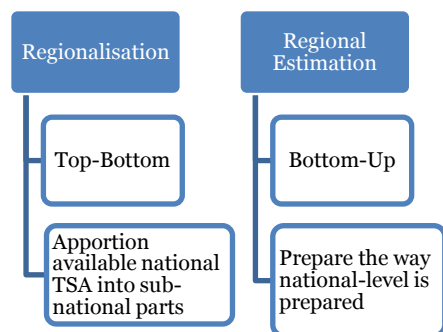 Regionalisation
Top-Bottom
Apportion
available national
TSA into sub-
national parts
Regional
Estimation
Bottom-Up
Prepare the way
national-level is
prepared